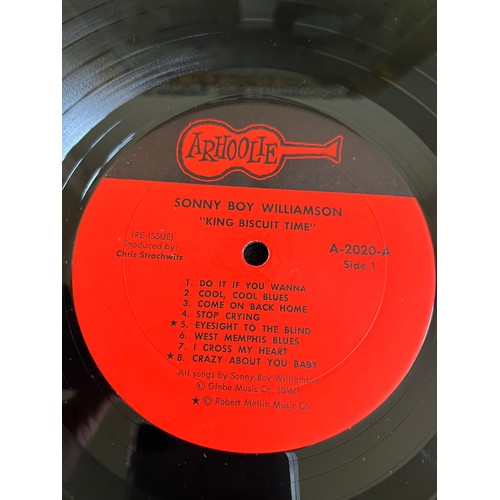 ARHOOLIE
SONNY BOY WILLIAMSON
"KING BISCUIT TIME"
(RE-ISSUE)
Produced by:
Chris Strachwitz
A-2020-A
Side 1
1. DO IT IF YOU WANNA
2. COOL, COOL BLUES
3. COME ON BACK HOME
4. STOP CRYING
★ 5. EYESIGHT TO THE BLIND
6. WEST MEMPHIS BLUES
7. I CROSS MY HEART
★ 8. CRAZY ABOUT YOU BABY
All songs by Sonny Boy Williamson
© Globe Music Co. (BMI)
★ © Robert Mellin Music Co.